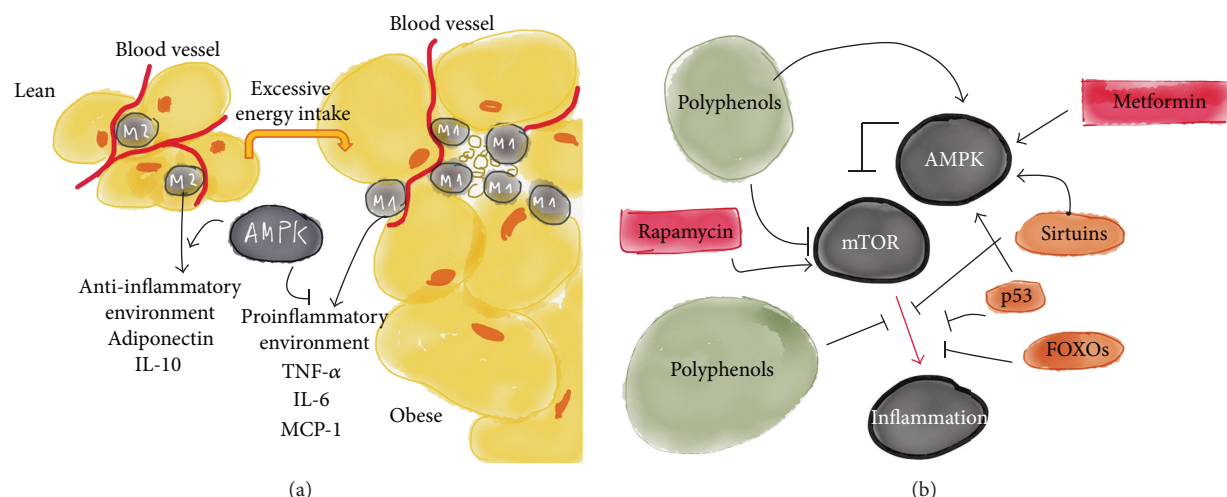 Blood vessel
Lean
M2
M2
Excessive
energy intake
AMPK
Anti-inflammatory
environment
Adiponectin
IL-10
Blood vessel
M1
M1
M1
M1
M1
M1
Proinflammatory
environment
TNF-α
IL-6
MCP-1
Obese
(a)
Polyphenols
Metformin
AMPK
Rapamycin
mTOR
Sirtuins
p53
Polyphenols
FOXOs
Inflammation
(b)